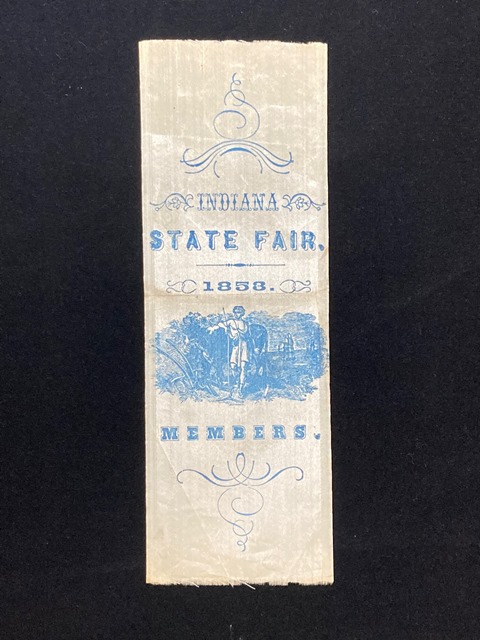 INDIANA
STATE FAIR.
1858.
MEMBERS.